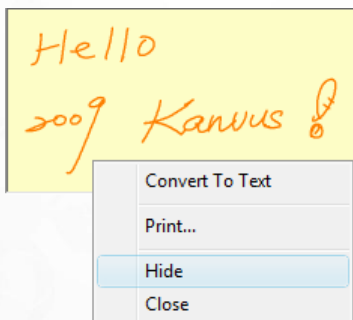 Hello
2009 Kanvus !
Convert To Text
Print...
Hide
Close